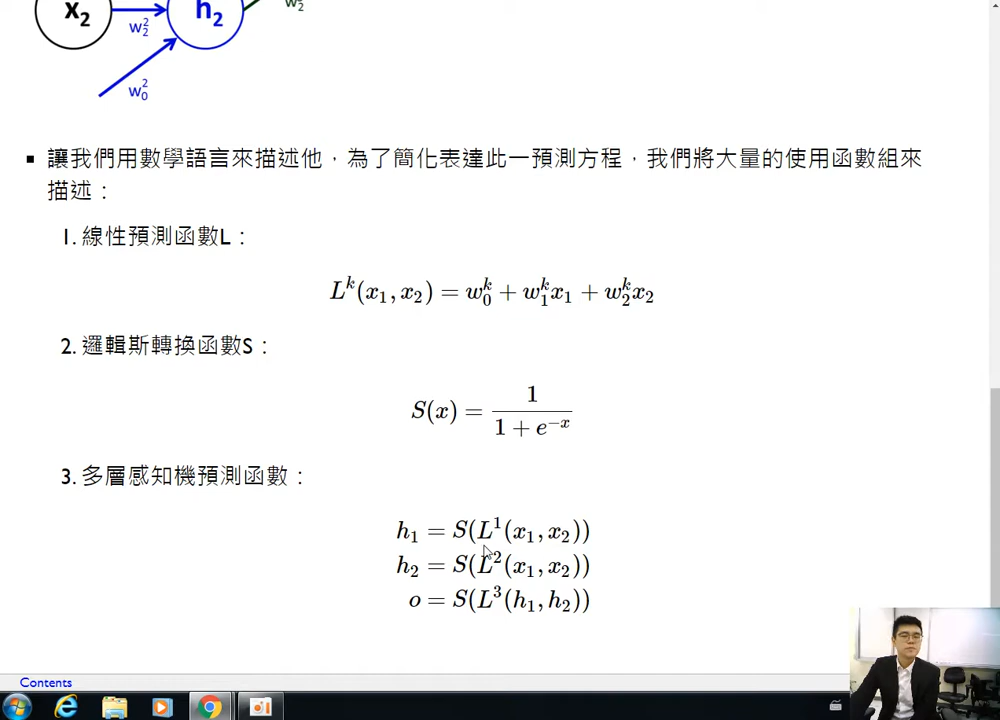 x₂
w₂²
h₂
w₂³
w₀²
▪ 讓我們用數學語言來描述他，為了簡化表達此一預測方程，我們將大量的使用函數組來
描述：
1. 線性預測函數L：
Lᵏ(x₁, x₂) = w₀ᵏ + w₁ᵏx₁ + w₂ᵏx₂
2. 邏輯斯轉換函數S：
S(x) = 1 / (1 + e⁻ˣ)
3. 多層感知機預測函數：
h₁ = S(L¹(x₁, x₂))
h₂ = S(L²(x₁, x₂))
o = S(L³(h₁, h₂))
Contents